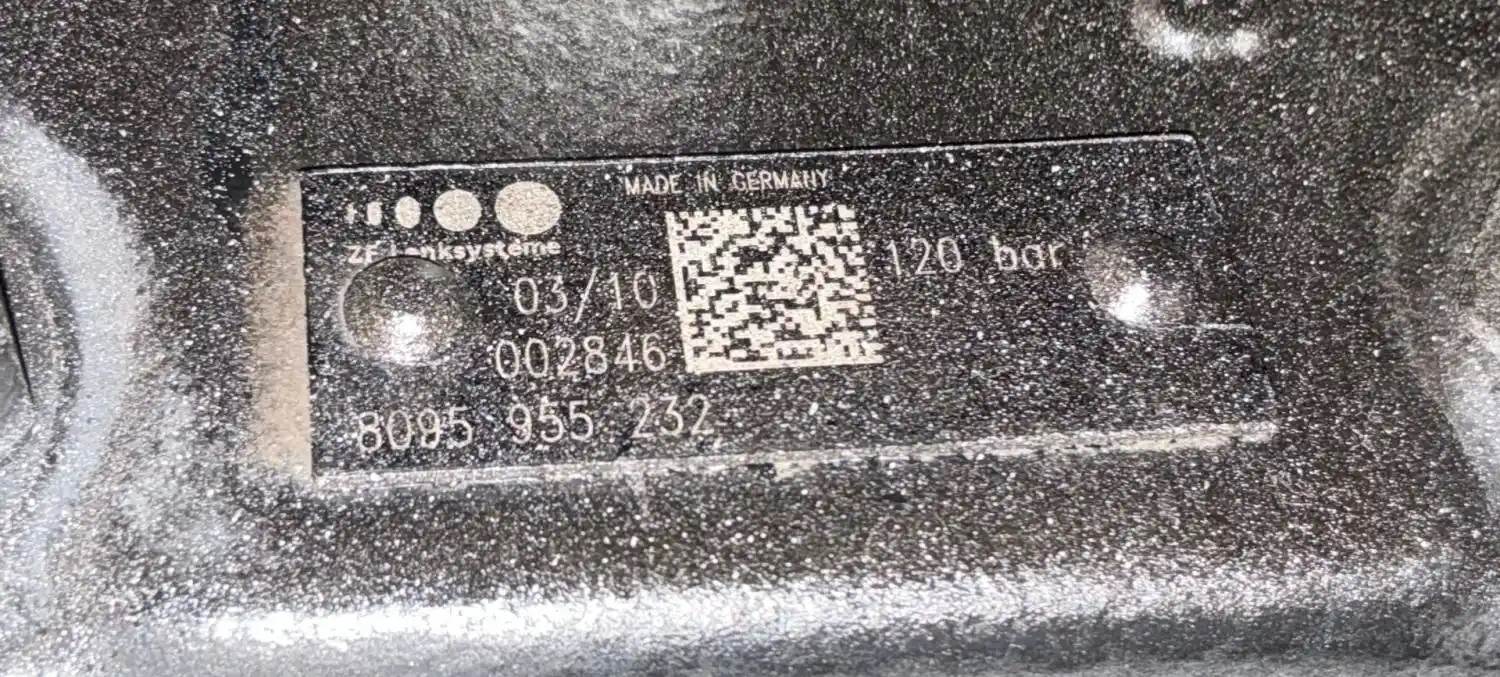 MADE IN GERMANY
ZF Lenksysteme
120 bar
03/10
002846
8095 955 232